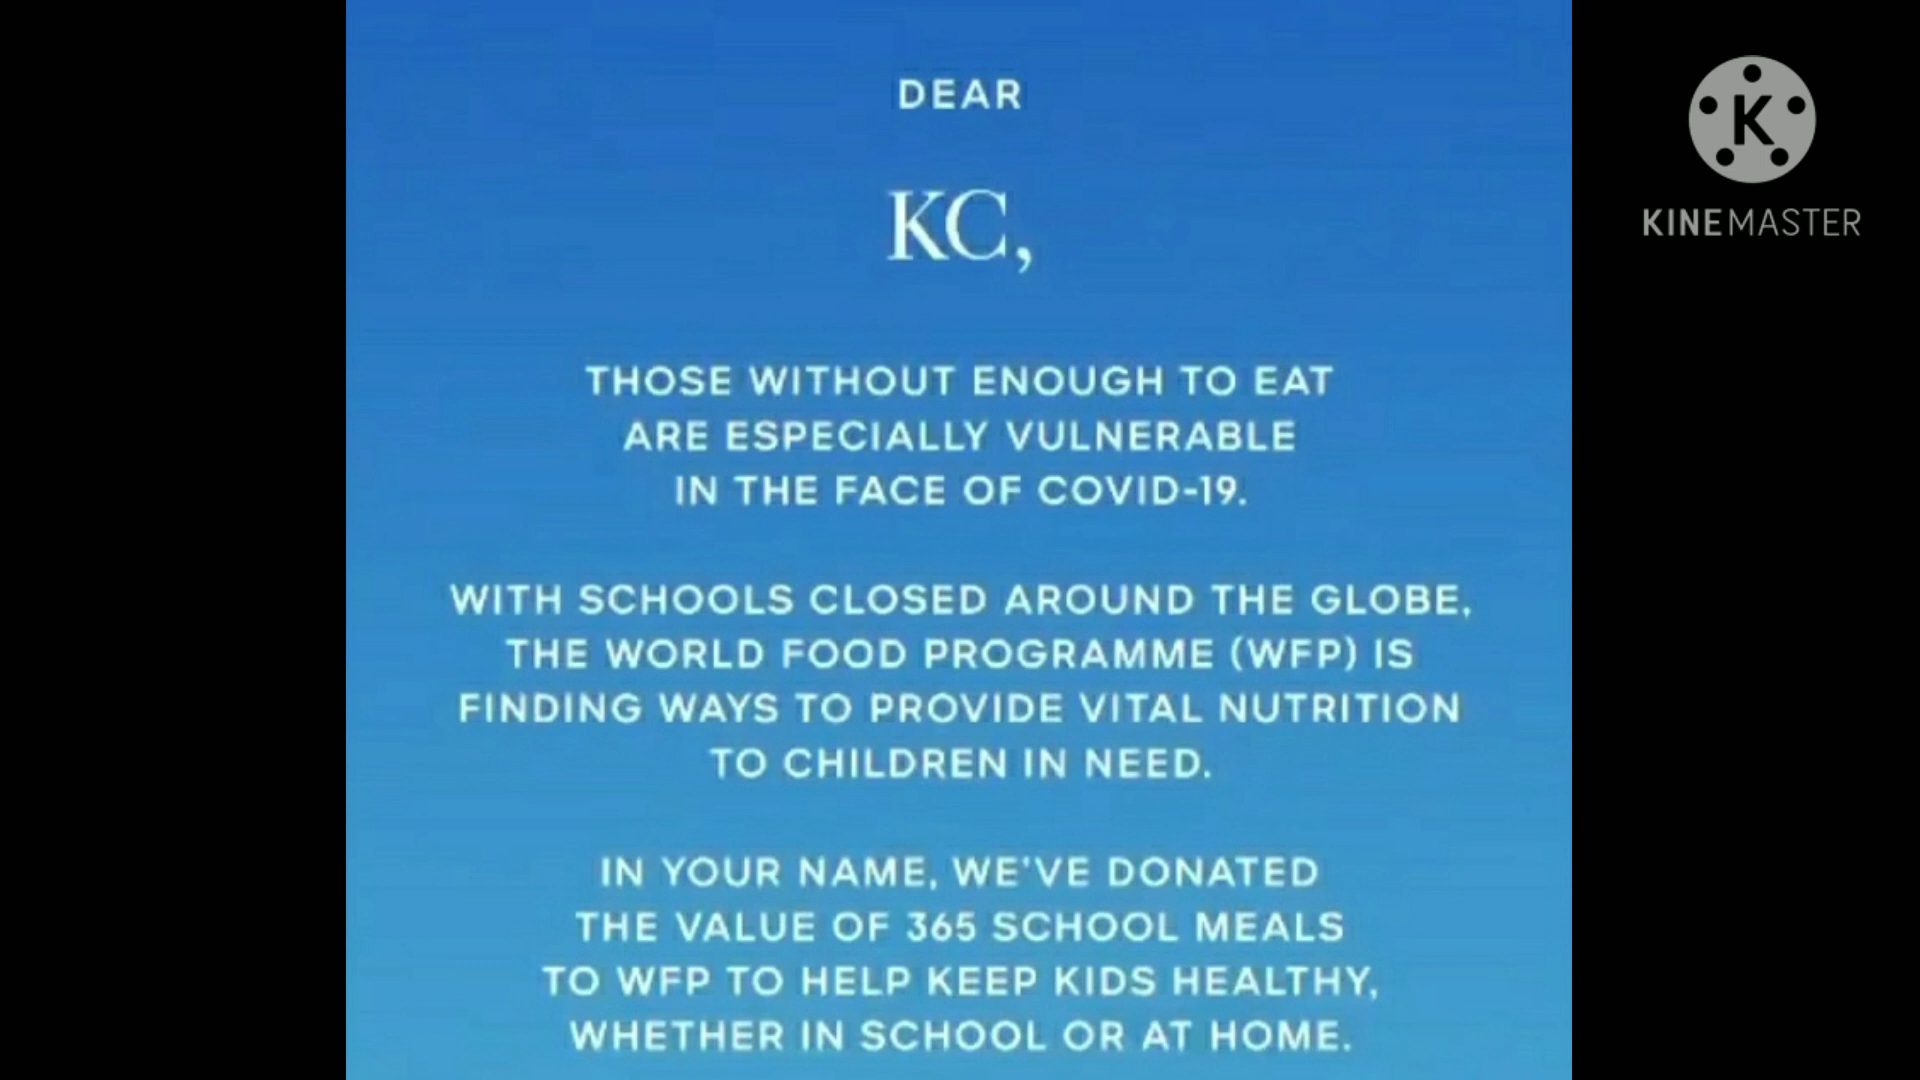 DEAR
KC,
THOSE WITHOUT ENOUGH TO EAT
ARE ESPECIALLY VULNERABLE
IN THE FACE OF COVID-19.
WITH SCHOOLS CLOSED AROUND THE GLOBE,
THE WORLD FOOD PROGRAMME (WFP) IS
FINDING WAYS TO PROVIDE VITAL NUTRITION
TO CHILDREN IN NEED.
IN YOUR NAME, WE'VE DONATED
THE VALUE OF 365 SCHOOL MEALS
TO WFP TO HELP KEEP KIDS HEALTHY,
WHETHER IN SCHOOL OR AT HOME.
K
KINEMASTER